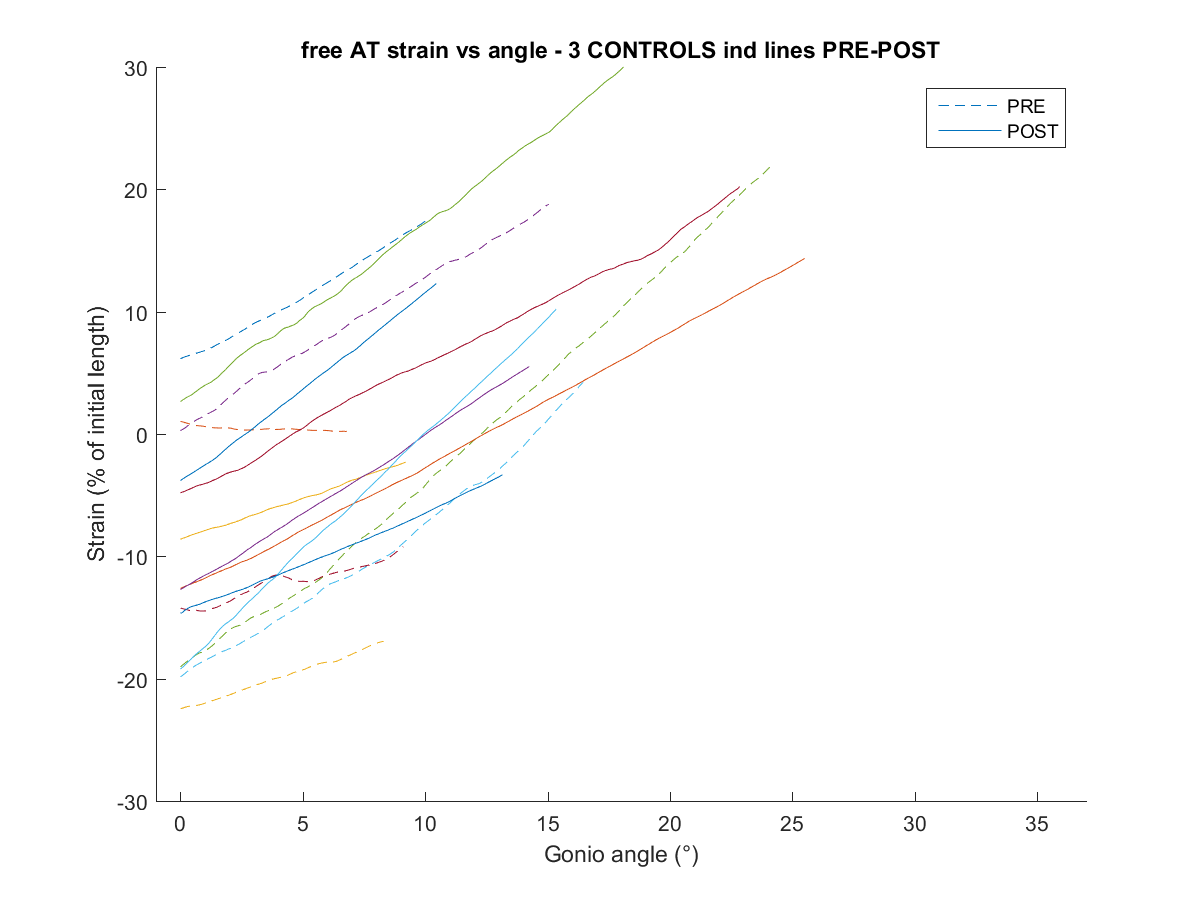 free AT strain vs angle - 3 CONTROLS ind lines PRE-POST
PRE
POST
Strain (% of initial length)
30
20
10
0
-10
-20
-30
0 5 10 15 20 25 30 35
Gonio angle (°)